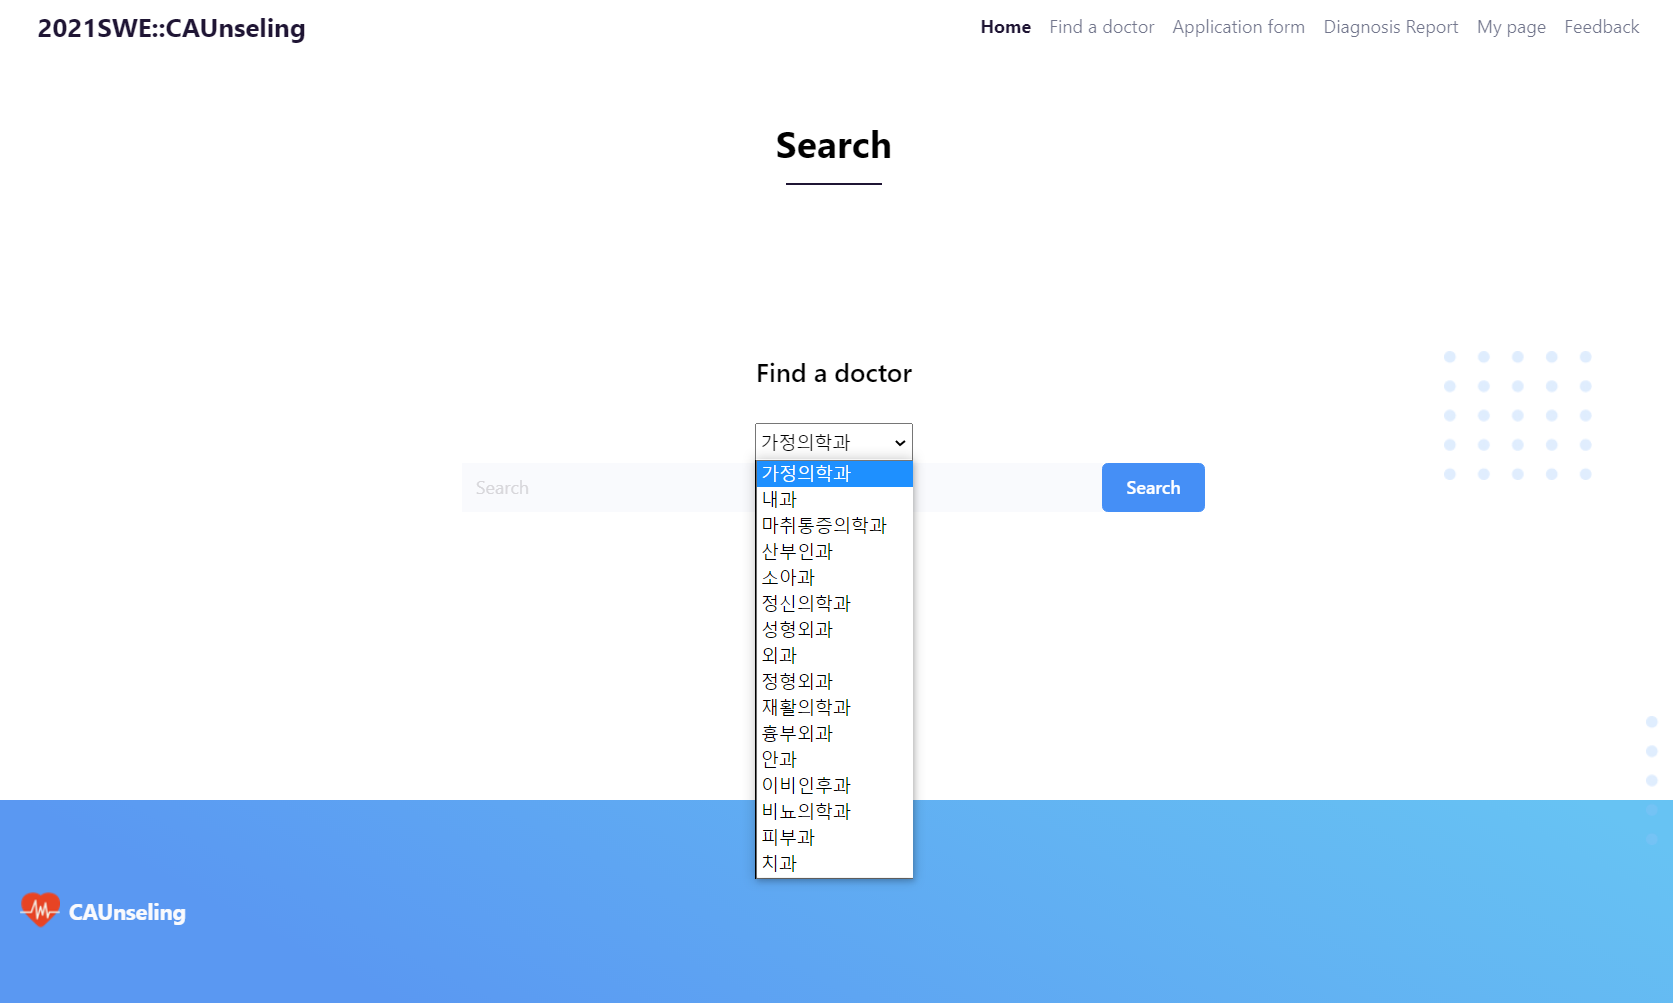 2021SWE::CAUnseling
Home Find a doctor Application form Diagnosis Report My page Feedback
Search
Find a doctor
가정의학과
Search
Search
가정의학과
내과
마취통증의학과
산부인과
소아과
정신의학과
성형외과
외과
정형외과
재활의학과
흉부외과
안과
이비인후과
비뇨의학과
피부과
치과
CAUnseling